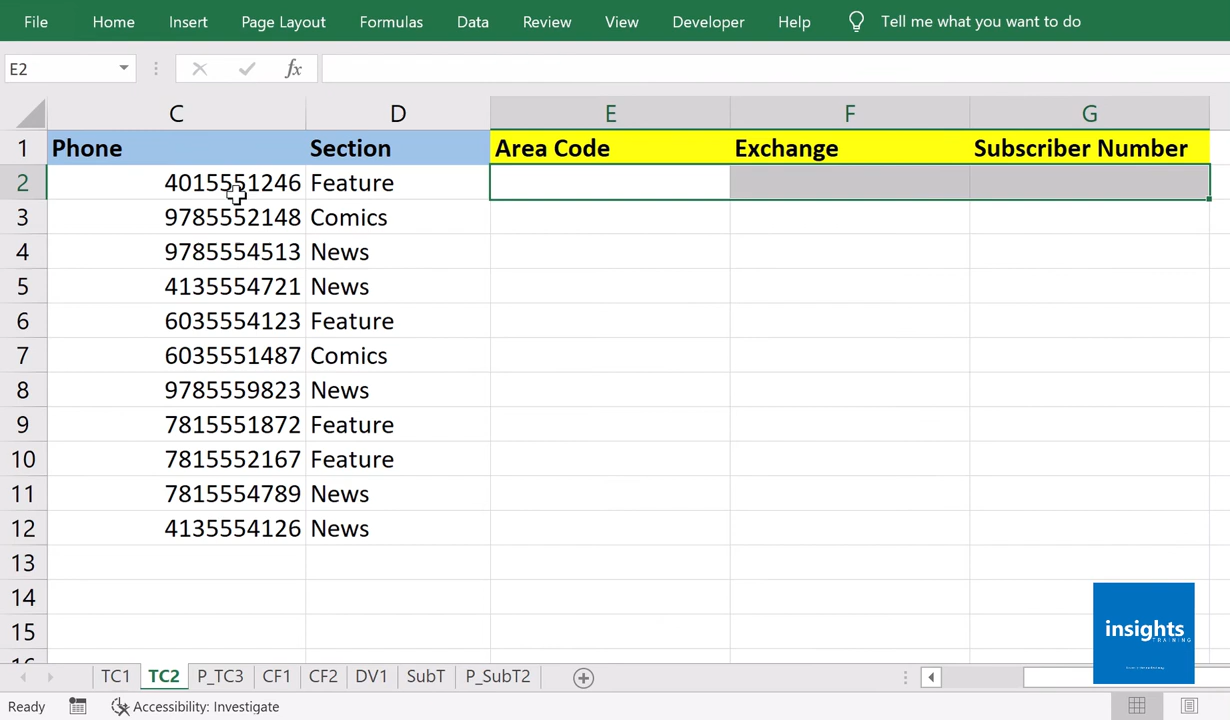 File Home Insert Page Layout Formulas Data Review View Developer Help Tell me what you want to do
E2 fx
C D E F G
1 Phone Section Area Code Exchange Subscriber Number
2 4015551246 Feature
3 9785552148 Comics
4 9785554513 News
5 4135554721 News
6 6035554123 Feature
7 6035551487 Comics
8 9785559823 News
9 7815551872 Feature
10 7815552167 Feature
11 7815554789 News
12 4135554126 News
13
14
15
insights
TRAINING
TC1 TC2 P_TC3 CF1 CF2 DV1 SubT P_SubT2
Ready Accessibility: Investigate